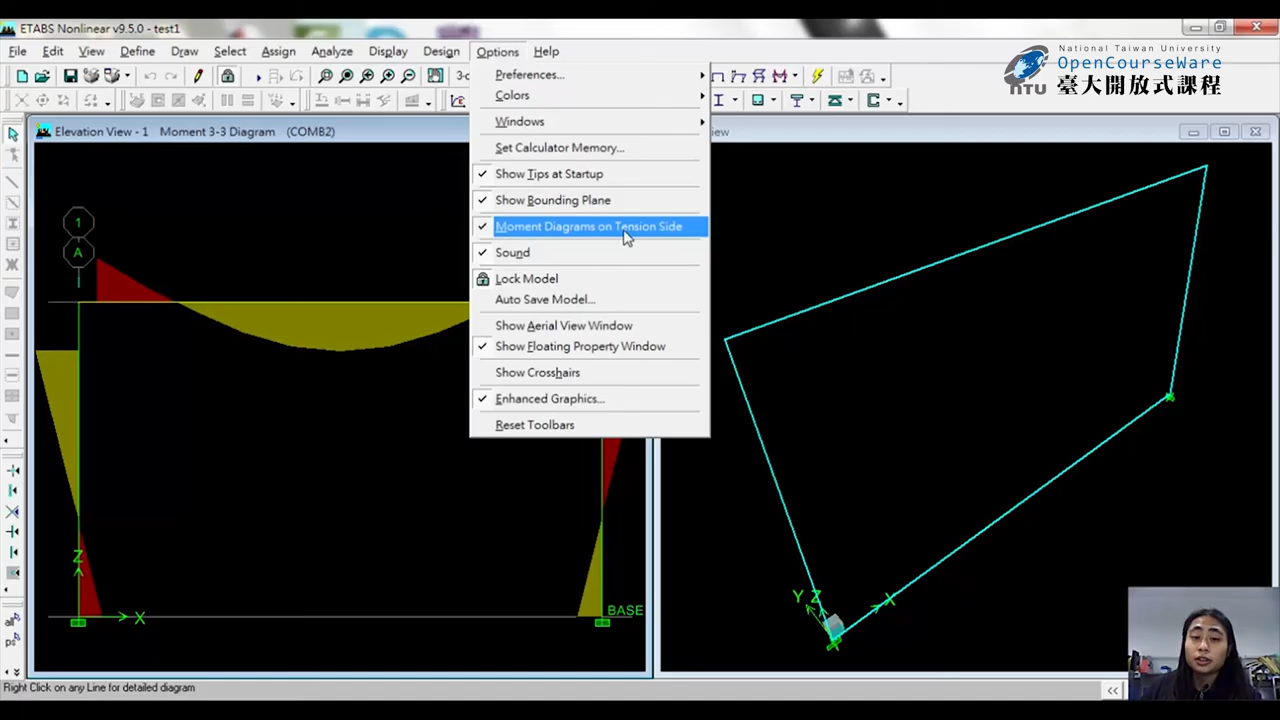 ETABS Nonlinear v9.5.0 - test1
File Edit View Define Draw Select Assign Analyze Display Design Options Help
National Taiwan University
OpenCourseWare
NTU 臺大開放式課程
3-d
Elevation View - 1 Moment 3-3 Diagram (COMB2)
Preferences...
Colors
Windows
Set Calculator Memory...
Show Tips at Startup
Show Bounding Plane
Moment Diagrams on Tension Side
Sound
Lock Model
Auto Save Model...
Show Aerial View Window
Show Floating Property Window
Show Crosshairs
Enhanced Graphics...
Reset Toolbars
1
A
Z
X
BASE
Y Z X
all
ps
Right Click on any Line for detailed diagram